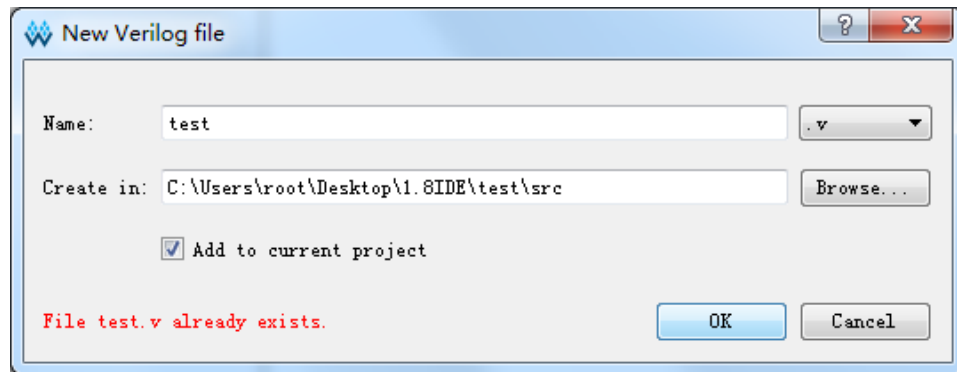 New Verilog file
Name: test .v
Create in: C:\Users\root\Desktop\1.8IDE\test\src Browse...
Add to current project
File test.v already exists. OK Cancel